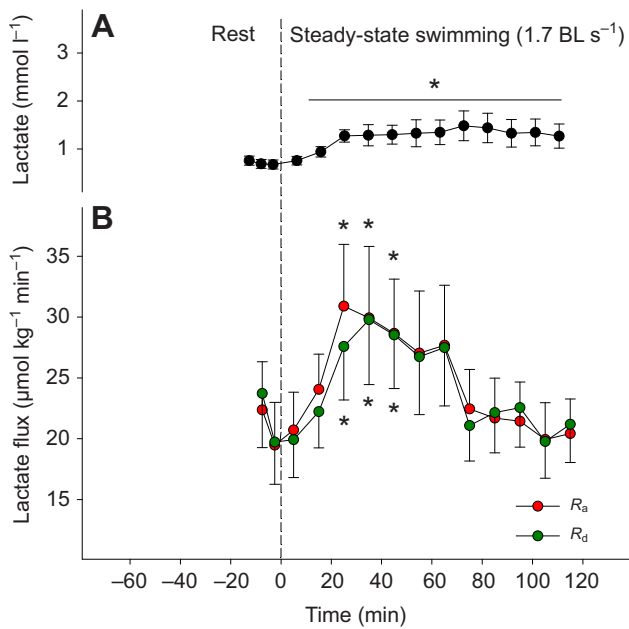 A
Rest
Steady-state swimming (1.7 BL s⁻¹)
Lactate (mmol l⁻¹)
3
2
1
*
B
Lactate flux (µmol kg⁻¹ min⁻¹)
35
30
25
20
15
* * *
* * *
Rₐ
R_d
−60 −40 −20 0 20 40 60 80 100 120
Time (min)